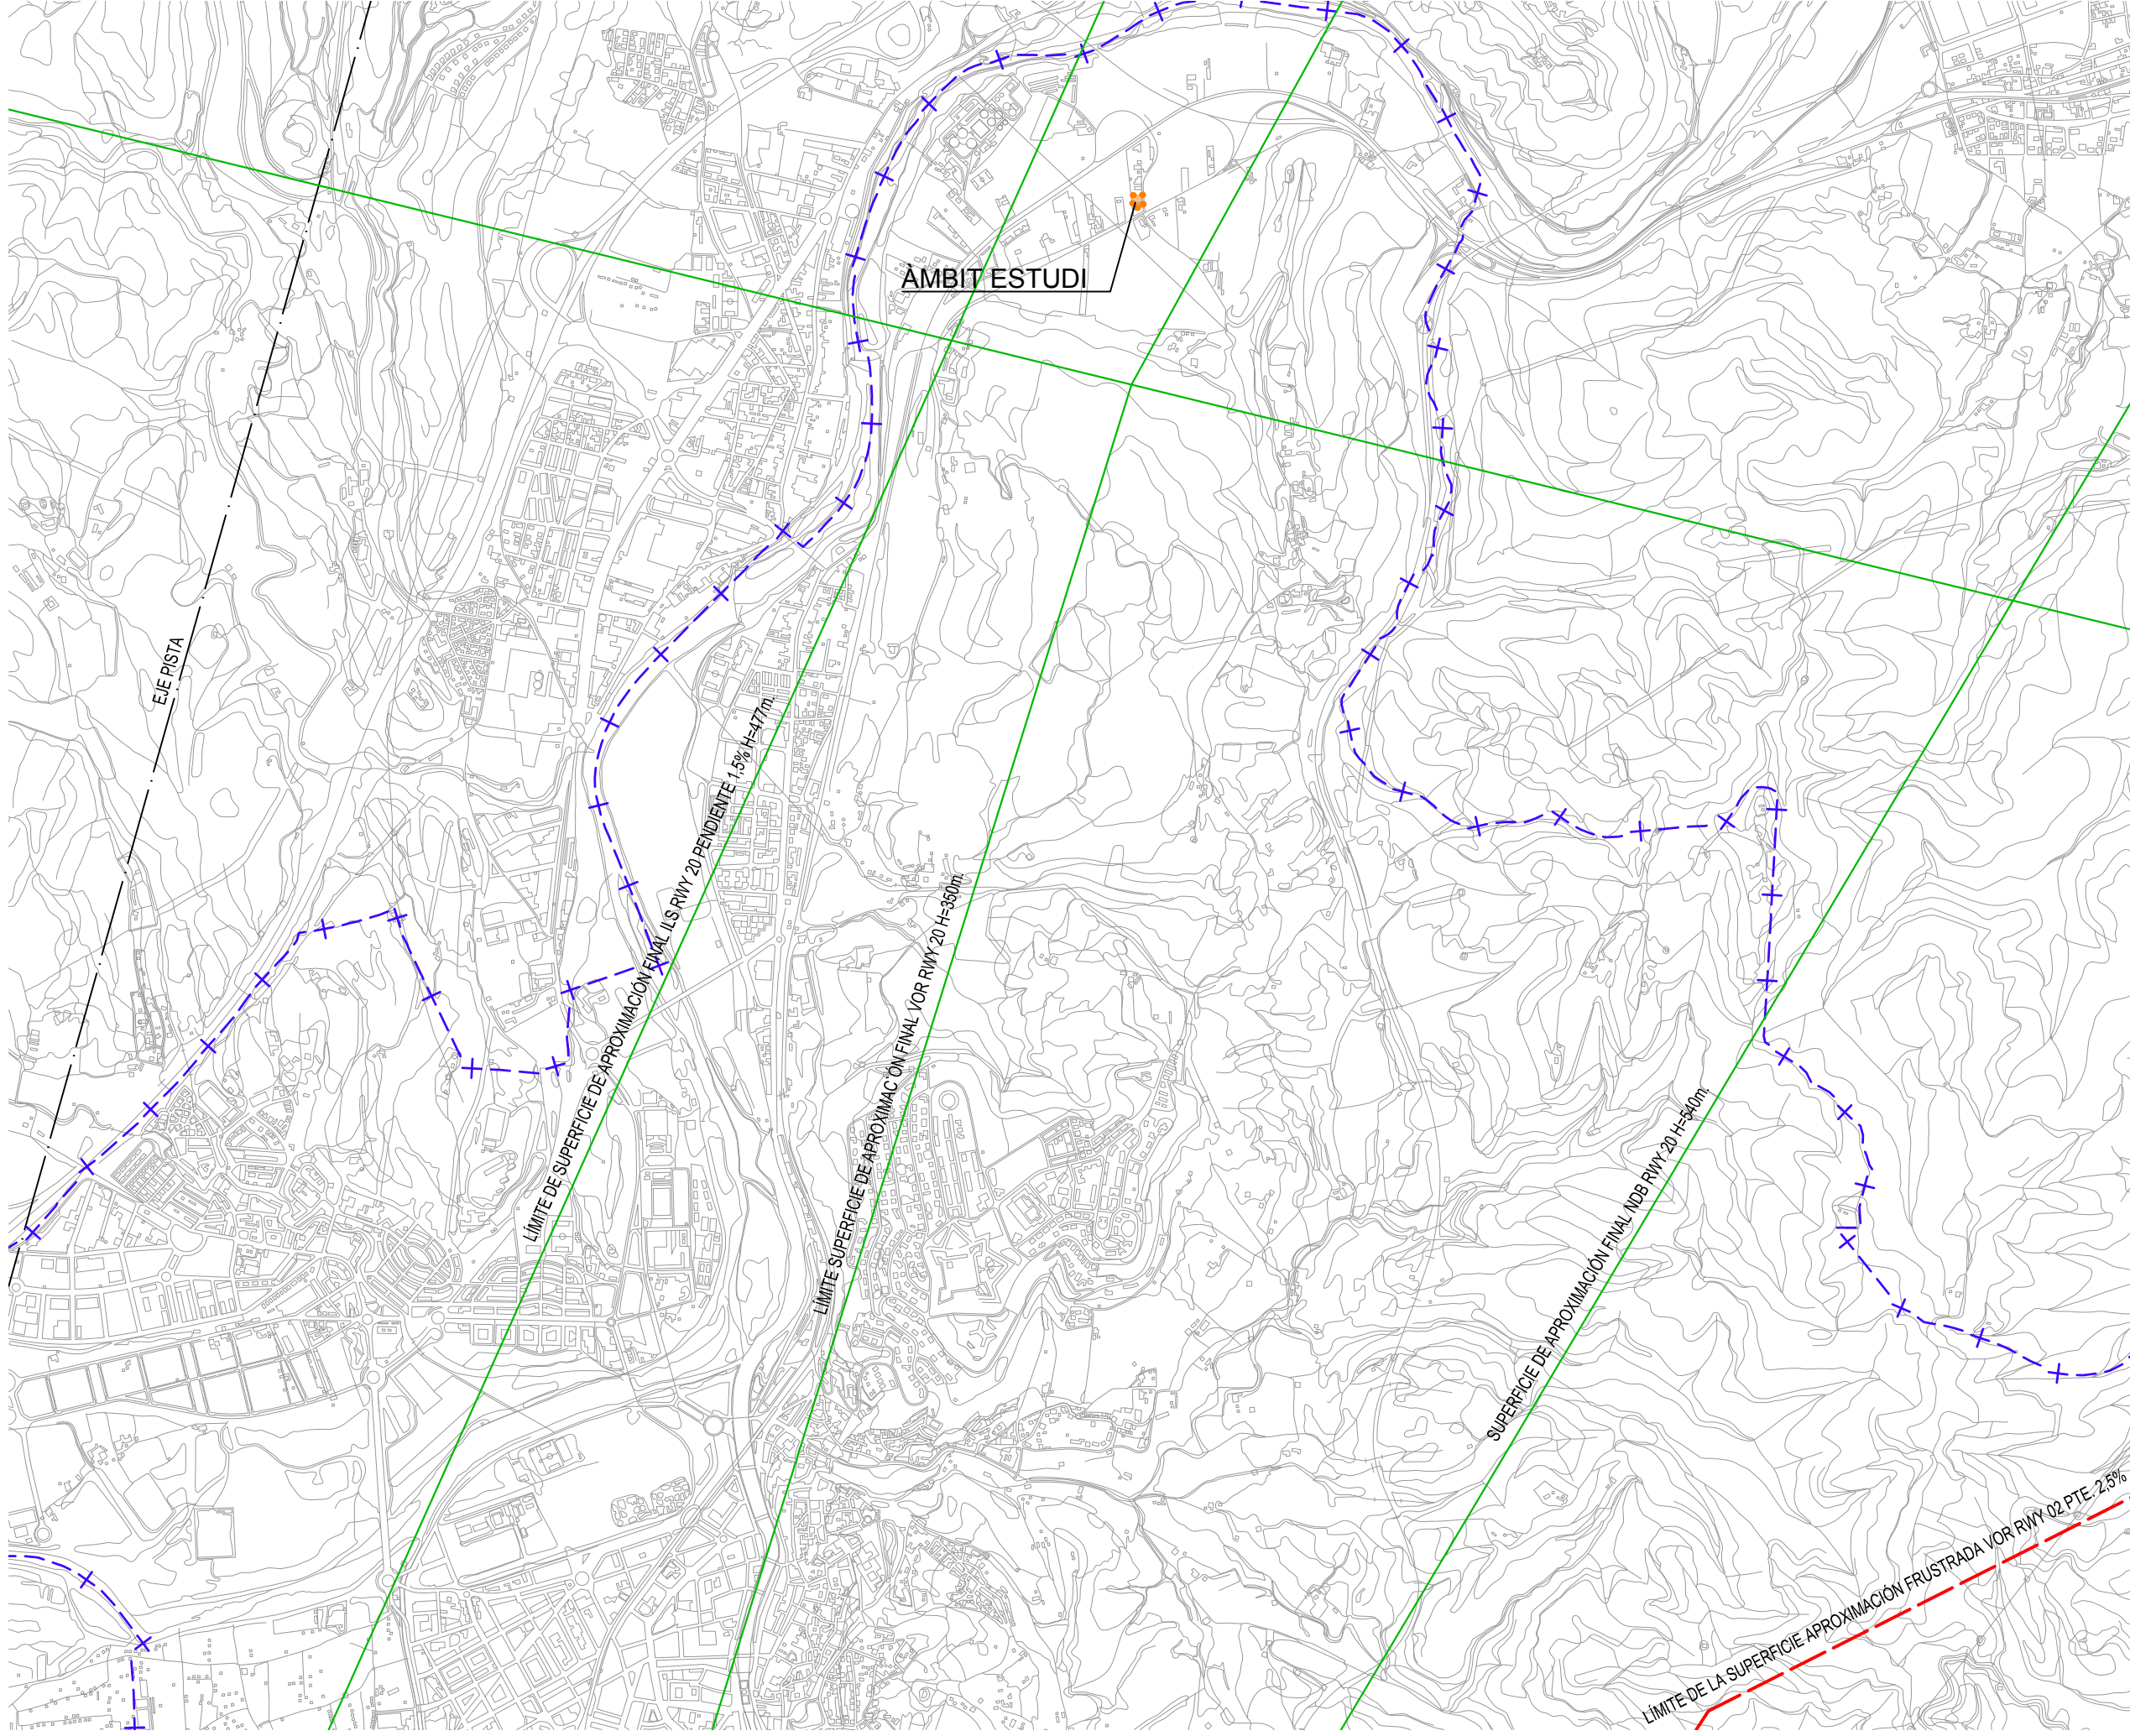 ÀMBIT ESTUDI
EJE PISTA
LÍMITE DE SUPERFICIE DE APROXIMACIÓN FINAL ILS RWY 20 PENDIENTE 1,5% H=477m.
LÍMITE SUPERFICIE DE APROXIMACIÓN FINAL VOR RWY 20 H=350m.
SUPERFICIE DE APROXIMACIÓN FINAL NDB RWY 20 H=540m.
LÍMITE DE LA SUPERFICIE APROXIMACIÓN FRUSTRADA VOR RWY 02 PTE. 2,5%